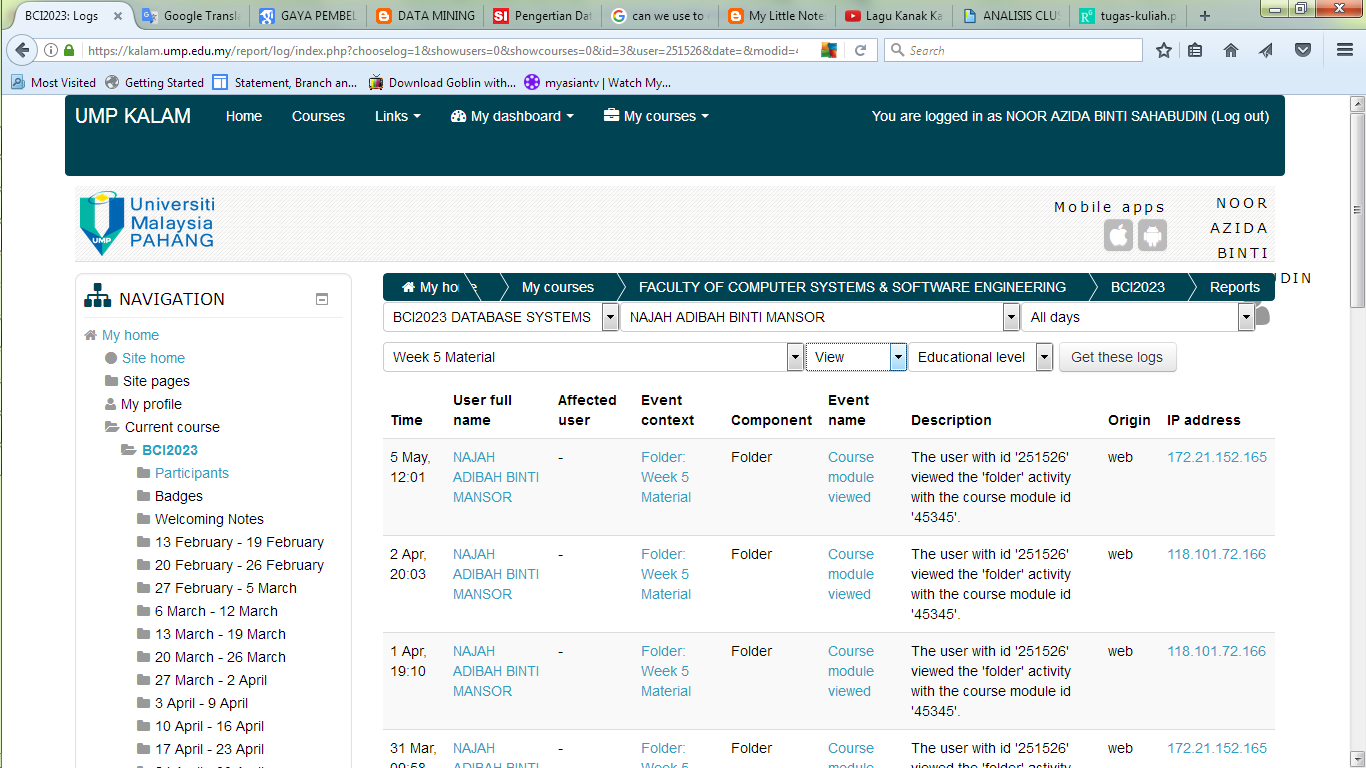 BCI2023: Logs
Google Transla
GAYA PEMBEL
DATA MINING
Pengertian Dat
can we use to
My Little Note
Lagu Kanak Ka
ANALISIS CLUS
tugas-kuliah.p
https://kalam.ump.edu.my/report/log/index.php?chooselog=1&showusers=0&showcourses=0&id=3&user=251526&date=&modid=4
Search
Most Visited
Getting Started
Statement, Branch an...
Download Goblin with...
myasiantv | Watch My...
UMP KALAM
Home
Courses
Links
My dashboard
My courses
You are logged in as NOOR AZIDA BINTI SAHABUDIN (Log out)
UMP
Universiti
Malaysia
PAHANG
Mobile apps
NOOR
AZIDA
BINTI
DIN
NAVIGATION
My home
Site home
Site pages
My profile
Current course
BCI2023
Participants
Badges
Welcoming Notes
13 February - 19 February
20 February - 26 February
27 February - 5 March
6 March - 12 March
13 March - 19 March
20 March - 26 March
27 March - 2 April
3 April - 9 April
10 April - 16 April
17 April - 23 April
My home
My courses
FACULTY OF COMPUTER SYSTEMS & SOFTWARE ENGINEERING
BCI2023
Reports
BCI2023 DATABASE SYSTEMS
NAJAH ADIBAH BINTI MANSOR
All days
Week 5 Material
View
Educational level
Get these logs
Time
User full
name
Affected
user
Event
context
Component
Event
name
Description
Origin
IP address
5 May,
12:01
NAJAH
ADIBAH BINTI
MANSOR
-
Folder:
Week 5
Material
Folder
Course
module
viewed
The user with id '251526'
viewed the 'folder' activity
with the course module id
'45345'.
web
172.21.152.165
2 Apr,
20:03
NAJAH
ADIBAH BINTI
MANSOR
-
Folder:
Week 5
Material
Folder
Course
module
viewed
The user with id '251526'
viewed the 'folder' activity
with the course module id
'45345'.
web
118.101.72.166
1 Apr,
19:10
NAJAH
ADIBAH BINTI
MANSOR
-
Folder:
Week 5
Material
Folder
Course
module
viewed
The user with id '251526'
viewed the 'folder' activity
with the course module id
'45345'.
web
118.101.72.166
31 Mar,
09:58
NAJAH
ADIBAH BINTI
-
Folder:
Week 5
Folder
Course
module
The user with id '251526'
viewed the 'folder' activity
web
172.21.152.165